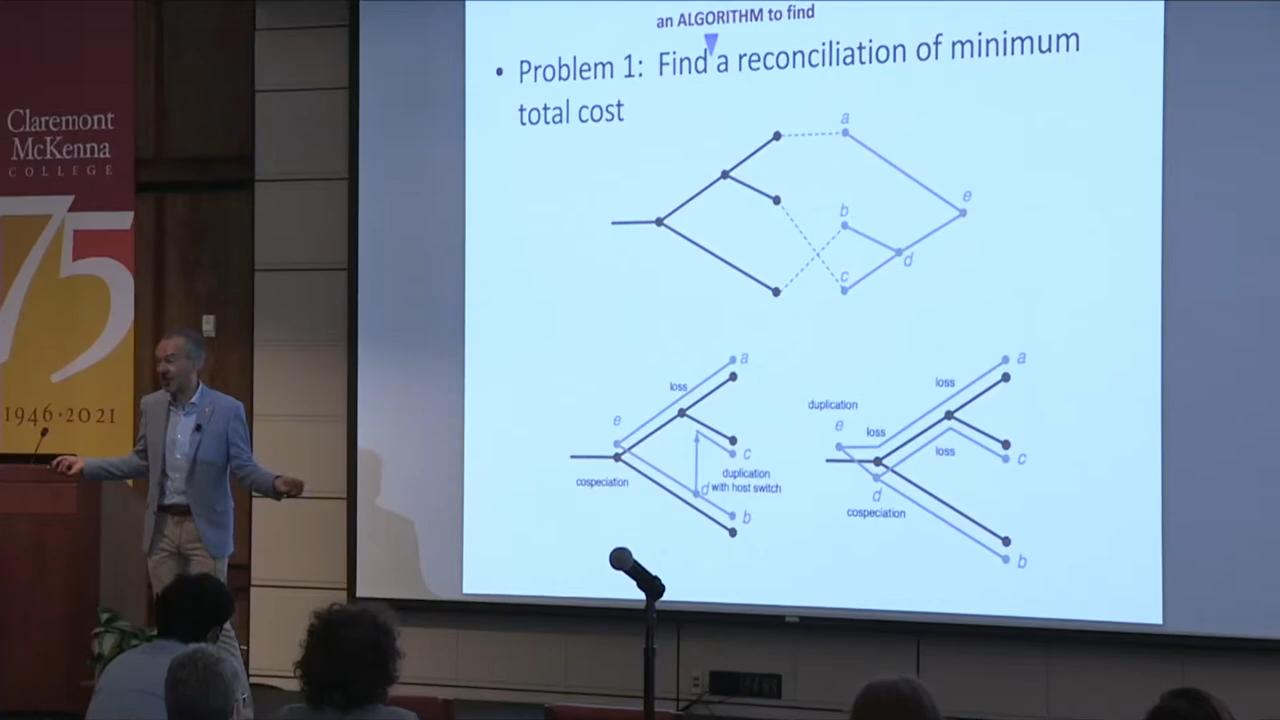 Claremont
McKenna
COLLEGE
75
1946·2021
an ALGORITHM to find
• Problem 1: Find a reconciliation of minimum
total cost
a
e
b
d
c
a
loss
e
c
duplication
with host switch
d
cospeciation
b
a
loss
duplication
e
loss
loss
c
d
cospeciation
b